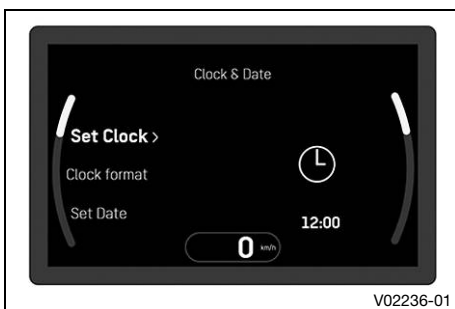 Clock & Date
Set Clock >
Clock format
Set Date
12:00
0 km/h
V02236-01